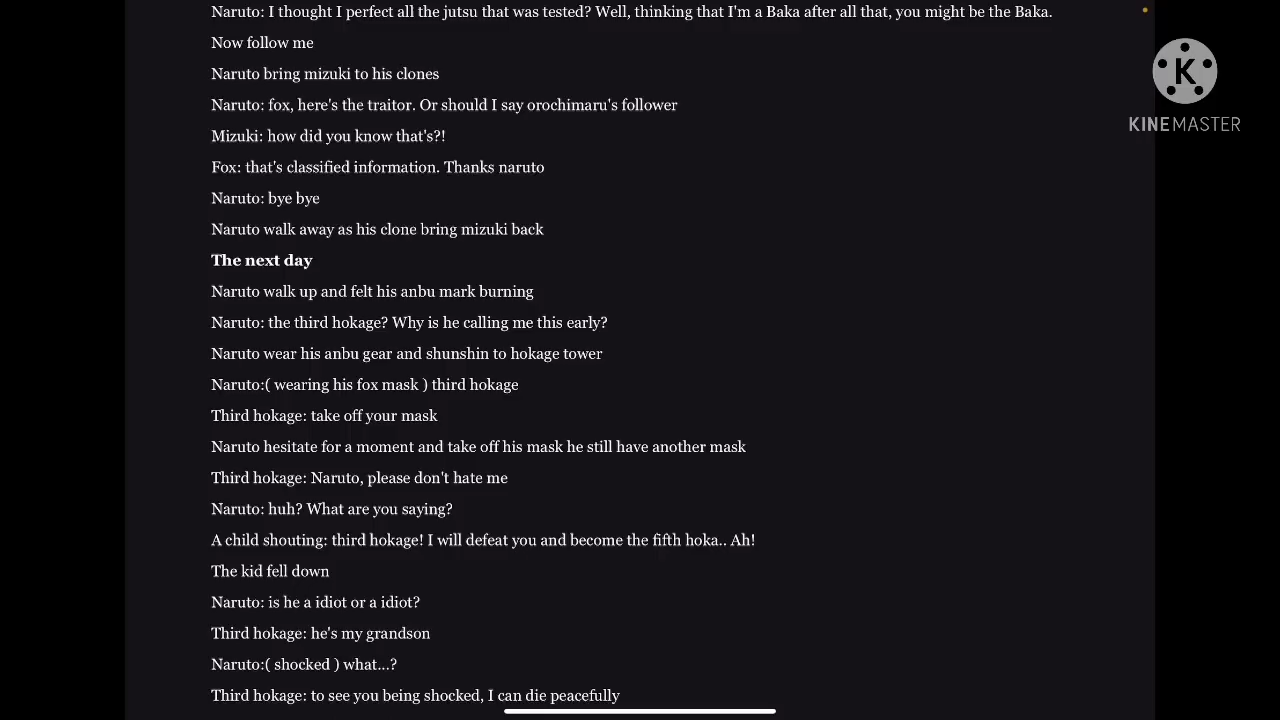 Naruto: I thought I perfect all the jutsu that was tested? Well, thinking that I'm a Baka after all that, you might be the Baka.
Now follow me
Naruto bring mizuki to his clones
Naruto: fox, here's the traitor. Or should I say orochimaru's follower
Mizuki: how did you know that's?!
Fox: that's classified information. Thanks naruto
Naruto: bye bye
Naruto walk away as his clone bring mizuki back
The next day
Naruto walk up and felt his anbu mark burning
Naruto: the third hokage? Why is he calling me this early?
Naruto wear his anbu gear and shunshin to hokage tower
Naruto:( wearing his fox mask ) third hokage
Third hokage: take off your mask
Naruto hesitate for a moment and take off his mask he still have another mask
Third hokage: Naruto, please don't hate me
Naruto: huh? What are you saying?
A child shouting: third hokage! I will defeat you and become the fifth hoka.. Ah!
The kid fell down
Naruto: is he a idiot or a idiot?
Third hokage: he's my grandson
Naruto:( shocked ) what...?
Third hokage: to see you being shocked, I can die peacefully
K
KINEMASTER